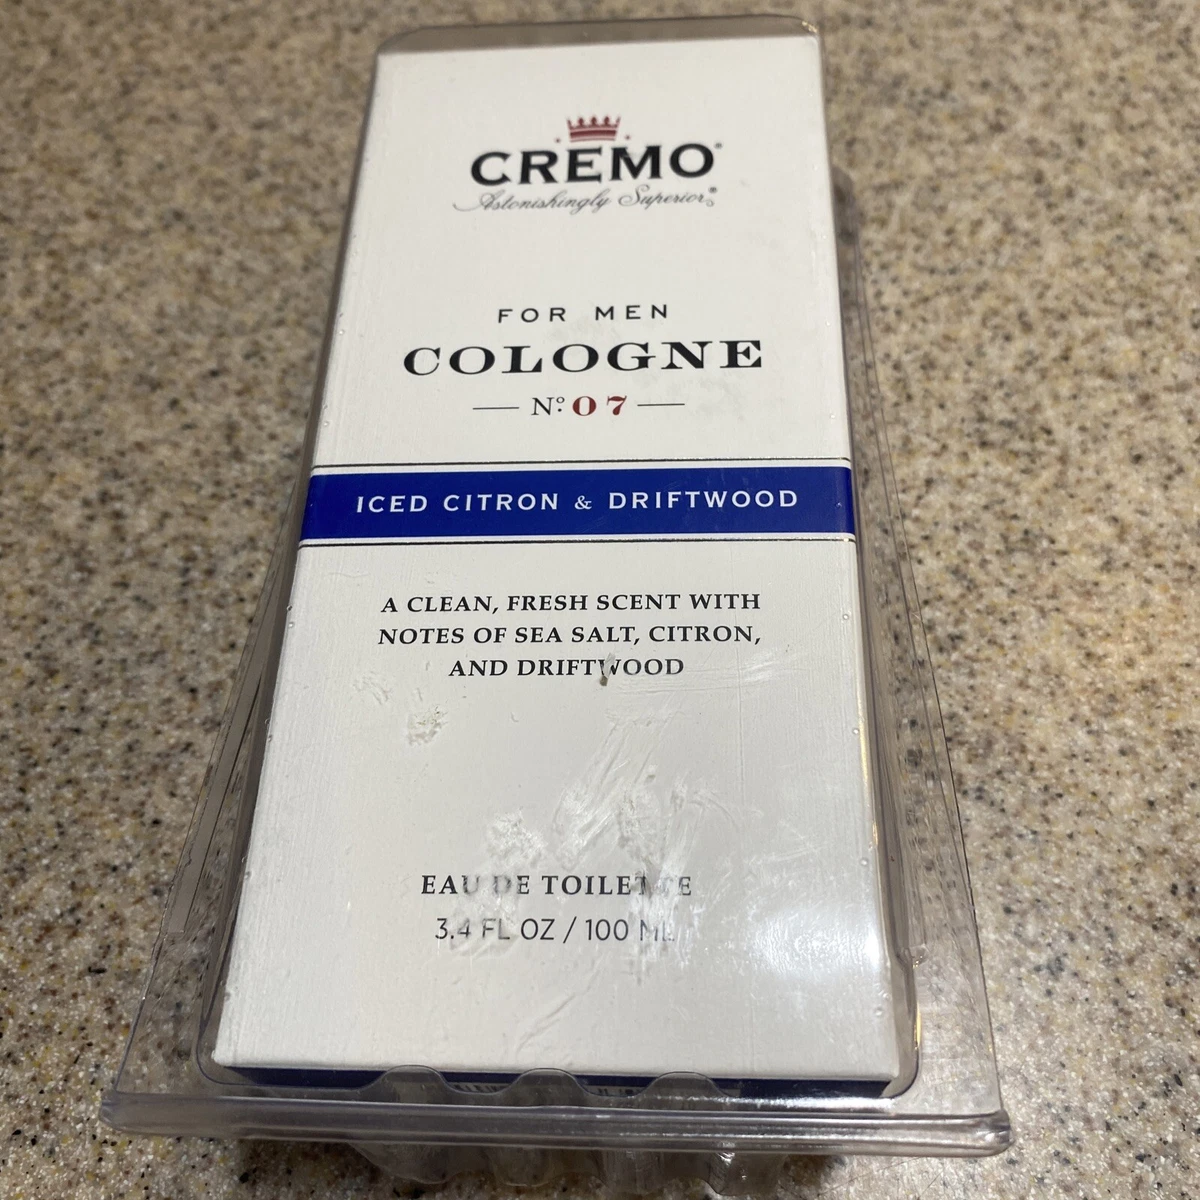 CREMO®
Astonishingly Superior®
FOR MEN
COLOGNE
Nº 07
ICED CITRON & DRIFTWOOD
A CLEAN, FRESH SCENT WITH
NOTES OF SEA SALT, CITRON,
AND DRIFTWOOD
EAU DE TOILETTE
3.4 FL OZ / 100 ML